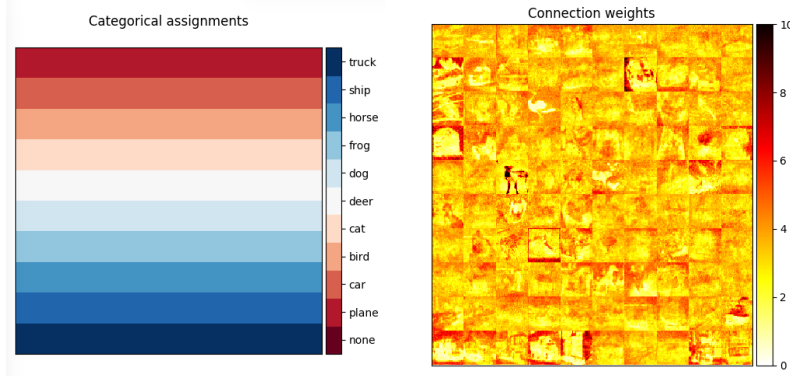 Categorical assignments
truck
ship
horse
frog
dog
deer
cat
bird
car
plane
none
Connection weights
10
8
6
4
2
0